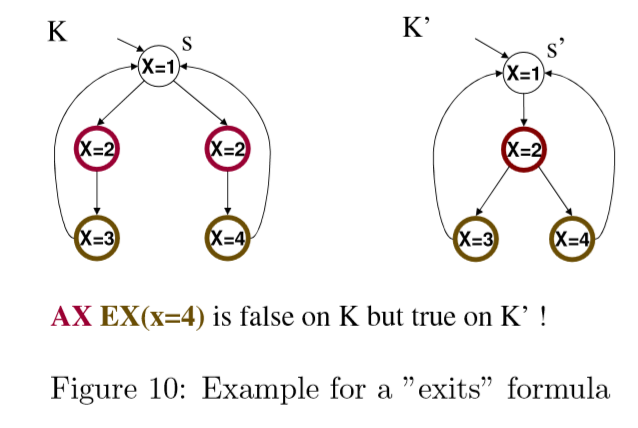 K
K’
s
s’
X=1
X=1
X=2
X=2
X=2
X=3
X=4
X=3
X=4
AX EX(x=4) is false on K but true on K’ !
Figure 10: Example for a ”exits” formula